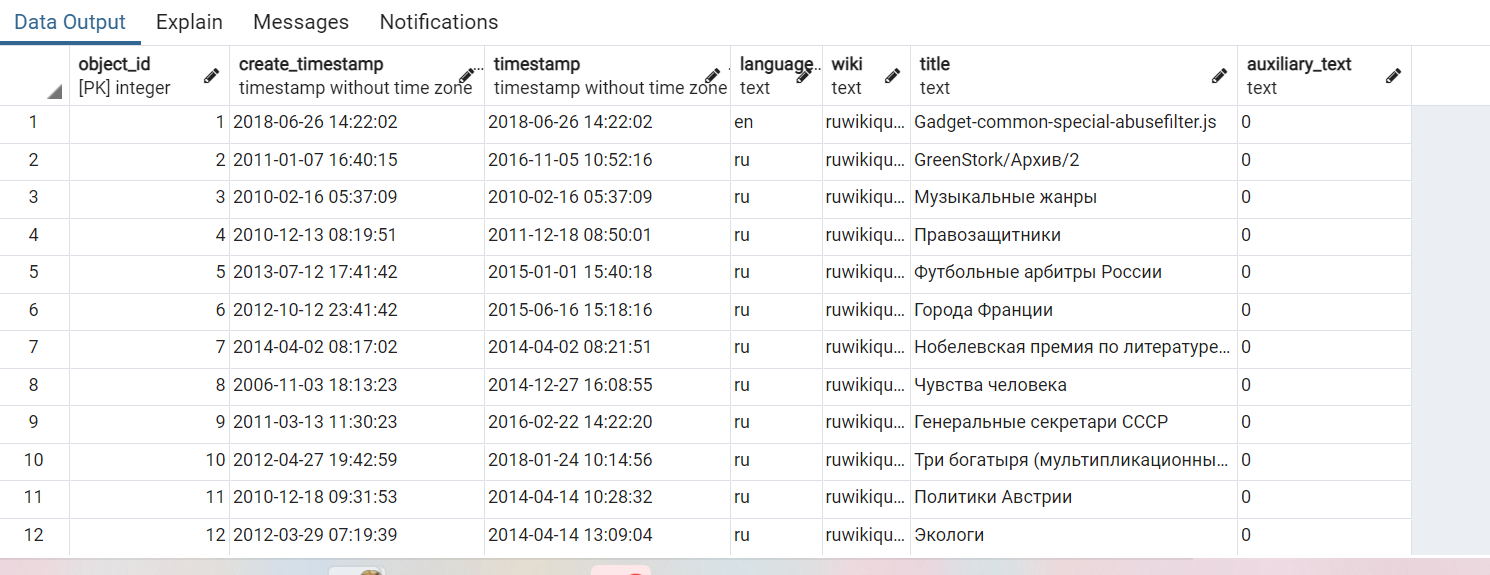 Data Output Explain Messages Notifications
object_id create_timestamp ... timestamp . language.. wiki title auxiliary_text
[PK] integer timestamp without time zone timestamp without time zone text text text text
1 1 2018-06-26 14:22:02 2018-06-26 14:22:02 en ruwikiqu... Gadget-common-special-abusefilter.js 0
2 2 2011-01-07 16:40:15 2016-11-05 10:52:16 ru ruwikiqu... GreenStork/Архив/2 0
3 3 2010-02-16 05:37:09 2010-02-16 05:37:09 ru ruwikiqu... Музыкальные жанры 0
4 4 2010-12-13 08:19:51 2011-12-18 08:50:01 ru ruwikiqu... Правозащитники 0
5 5 2013-07-12 17:41:42 2015-01-01 15:40:18 ru ruwikiqu... Футбольные арбитры России 0
6 6 2012-10-12 23:41:42 2015-06-16 15:18:16 ru ruwikiqu... Города Франции 0
7 7 2014-04-02 08:17:02 2014-04-02 08:21:51 ru ruwikiqu... Нобелевская премия по литературе... 0
8 8 2006-11-03 18:13:23 2014-12-27 16:08:55 ru ruwikiqu... Чувства человека 0
9 9 2011-03-13 11:30:23 2016-02-22 14:22:20 ru ruwikiqu... Генеральные секретари СССР 0
10 10 2012-04-27 19:42:59 2018-01-24 10:14:56 ru ruwikiqu... Три богатыря (мультипликационны... 0
11 11 2010-12-18 09:31:53 2014-04-14 10:28:32 ru ruwikiqu... Политики Австрии 0
12 12 2012-03-29 07:19:39 2014-04-14 13:09:04 ru ruwikiqu... Экологи 0